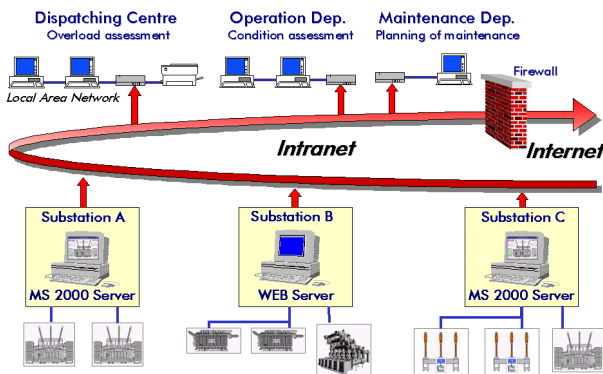 Dispatching Centre
Overload assessment
Operation Dep.
Condition assessment
Maintenance Dep.
Planning of maintenance
Firewall
Local Area Network
Intranet
Internet
Substation A
MS 2000 Server
Substation B
WEB Server
Substation C
MS 2000 Server